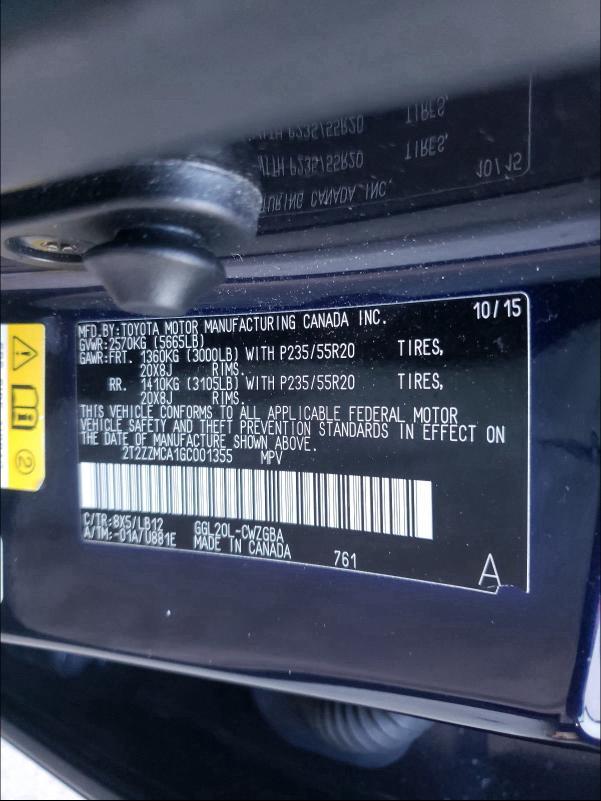 MFD.BY:TOYOTA MOTOR MANUFACTURING CANADA INC. 10/15
GVWR:2570KG (5665LB)
GAWR:FRT. 1360KG (3000LB) WITH P235/55R20 TIRES,
20X8J RIMS.
RR. 1410KG (3105LB) WITH P235/55R20 TIRES,
20X8J RIMS.
THIS VEHICLE CONFORMS TO ALL APPLICABLE FEDERAL MOTOR
VEHICLE SAFETY AND THEFT PREVENTION STANDARDS IN EFFECT ON
THE DATE OF MANUFACTURE SHOWN ABOVE.
2T2ZZMCA1GC001355 MPV
C/TR:8X5/LB12 GGL20L-CWZGBA
A/TM:-01A/U881E MADE IN CANADA
761
A
2